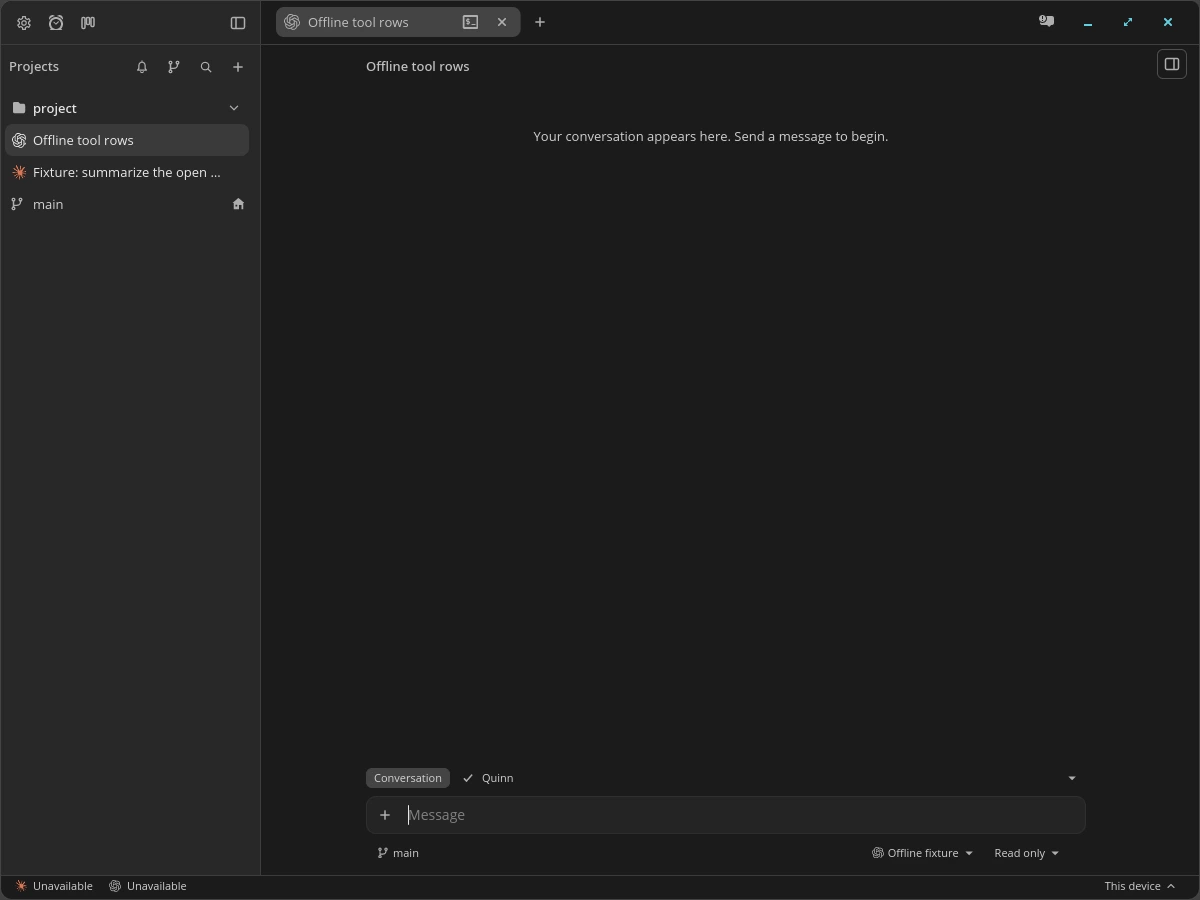 Offline tool rows
Projects
Offline tool rows
project
Offline tool rows
Fixture: summarize the open ...
main
Your conversation appears here. Send a message to begin.
Conversation Quinn
Message
main Offline fixture Read only
Unavailable Unavailable This device